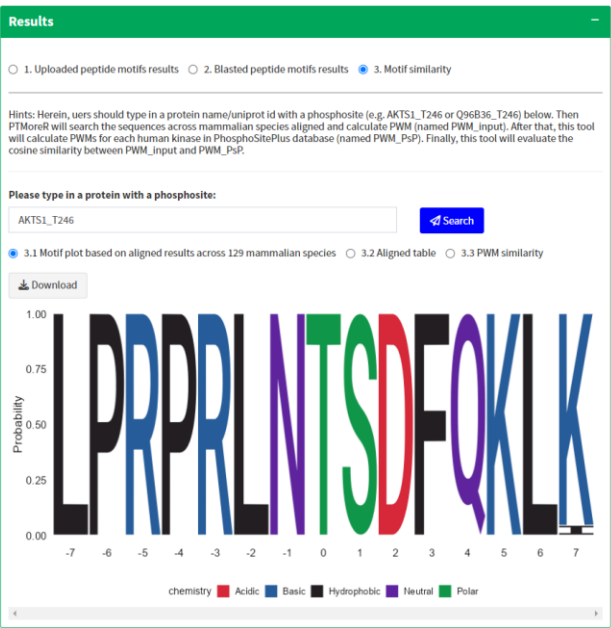 Results
1. Uploaded peptide motifs results 2. Blasted peptide motifs results 3. Motif similarity
Hints: Herein, uers should type in a protein name/uniprot id with a phosphosite (e.g. AKTS1_T246 or Q96B36_T246) below. Then
PTMoreR will search the sequences across mammalian species aligned and calculate PWM (named PWM_input). After that, this tool
will calculate PWMs for each human kinase in PhosphoSitePlus database (named PWM_PsP). Finally, this tool will evaluate the
cosine similarity between PWM_input and PWM_PsP.
Please type in a protein with a phosphosite:
AKTS1_T246 Search
3.1 Motif plot based on aligned results across 129 mammalian species 3.2 Aligned table 3.3 PWM similarity
Download
1.00
0.75
0.50
0.25
0.00
Probability
LPRPRLNTSDFQKLK
-7 -6 -5 -4 -3 -2 -1 0 1 2 3 4 5 6 7
chemistry Acidic Basic Hydrophobic Neutral Polar